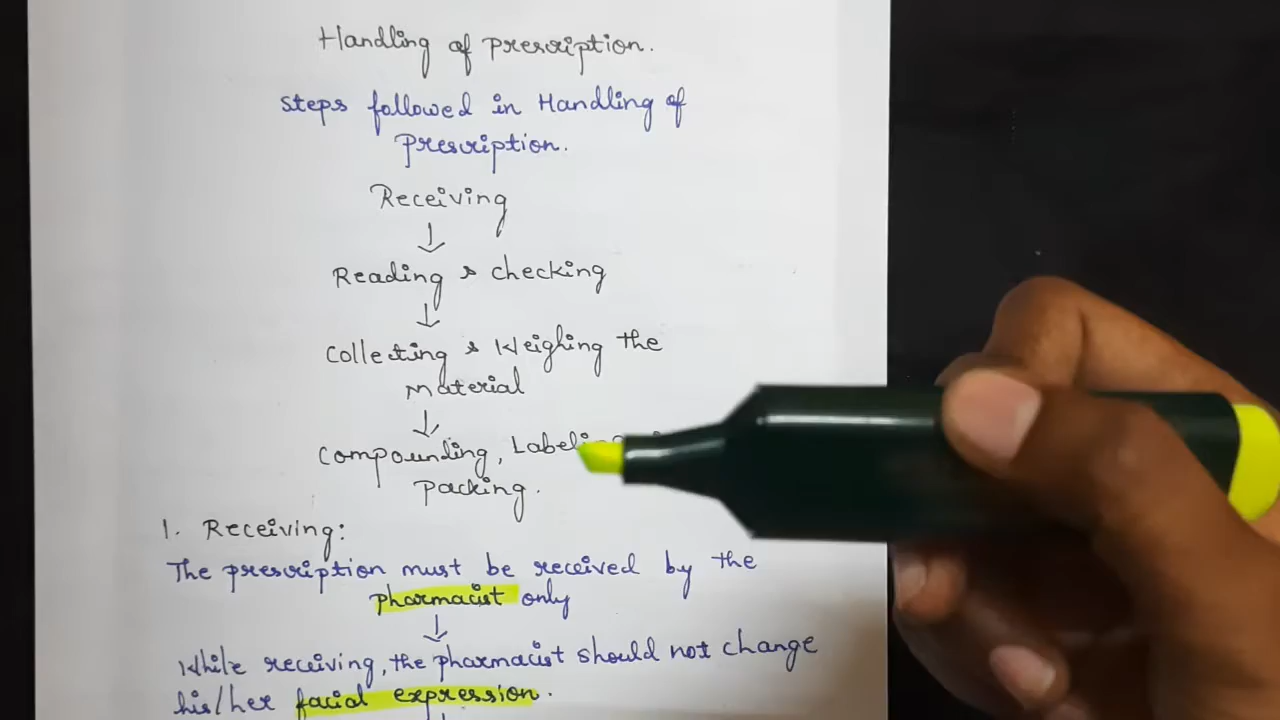 Handling of prescription.
steps followed in Handling of
prescription.
Receiving
↓
Reading & checking
↓
Collecting & Weighing the
Material
↓
Compounding,
packing.
1. Receiving:
The prescription must be received by the
pharmacist only
↓
While receiving, the pharmacist should not change
his/her facial expression.